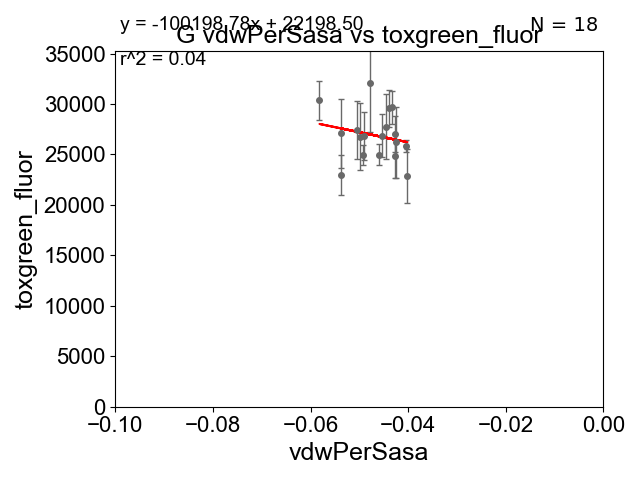 y = -100198.78x + 22198.50
N = 18
G vdwPerSasa vs toxgreen_fluor
r^2 = 0.04
35000
30000
25000
20000
15000
10000
5000
0
toxgreen_fluor
−0.10 −0.08 −0.06 −0.04 −0.02 0.00
vdwPerSasa